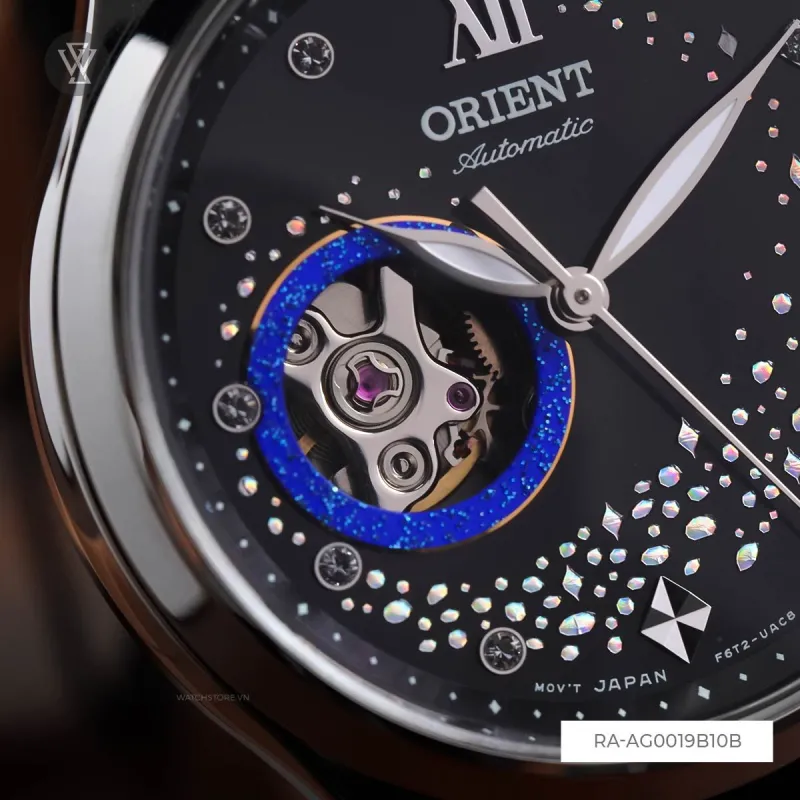 XII
ORIENT
Automatic
MOV'T JAPAN
F6T2-UAC8
WATCHSTORE.VN
RA-AG0019B10B